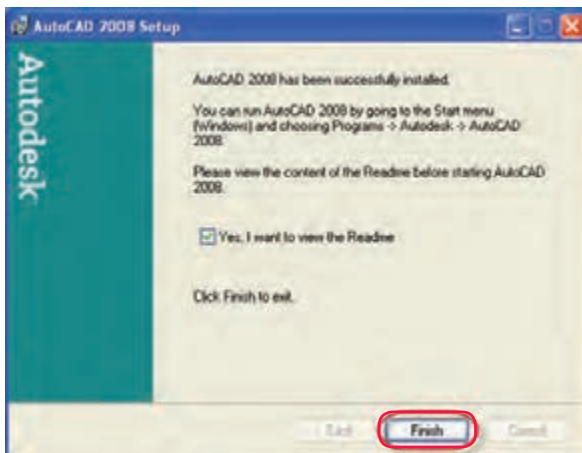 AutoCAD 2008 Setup
Autodesk
AutoCAD 2008 has been successfully installed.
You can run AutoCAD 2008 by going to the Start menu
(Windows) and choosing Programs -> Autodesk -> AutoCAD
2008.
Please view the content of the Readme before starting AutoCAD
2008.
Yes, I want to view the Readme
Click Finish to exit.
Back Finish Cancel